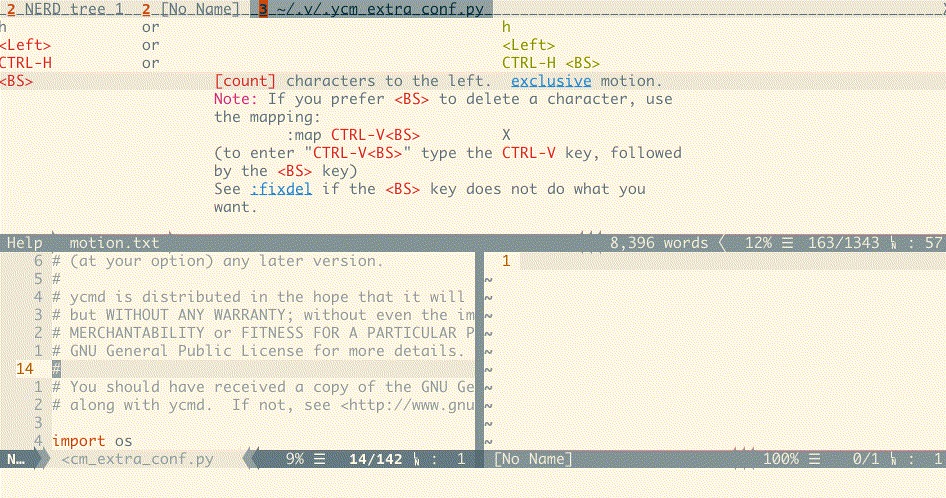 2 NERD_tree_1 2 [No Name] 3 ~/.v/.ycm_extra_conf.py X
h or h
<Left> or <Left>
CTRL-H or CTRL-H <BS>
<BS> [count] characters to the left. exclusive motion.
Note: If you prefer <BS> to delete a character, use
the mapping:
:map CTRL-V<BS> X
(to enter "CTRL-V<BS>" type the CTRL-V key, followed
by the <BS> key)
See :fixdel if the <BS> key does not do what you
want.
Help motion.txt 8,396 words 12% ☰ 163/1343 ㏑ : 57
6 # (at your option) any later version.
5 #
4 # ycmd is distributed in the hope that it will
3 # but WITHOUT ANY WARRANTY; without even the im
2 # MERCHANTABILITY or FITNESS FOR A PARTICULAR P
1 # GNU General Public License for more details.
14 #
1 # You should have received a copy of the GNU Ge
2 # along with ycmd. If not, see <http://www.gnu
3
4 import os
N… <cm_extra_conf.py 9% ☰ 14/142 ㏑ : 1
1
~
~
~
~
~
~
~
~
~
~
[No Name] 100% ☰ 0/1 ㏑ : 1